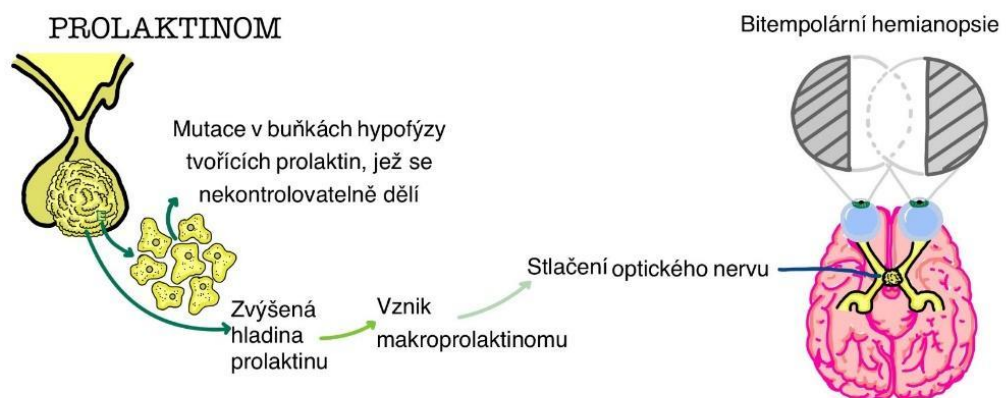 PROLAKTINOM
Bitempolární hemianopsie
Mutace v buňkách hypofýzy
tvořících prolaktin, jež se
nekontrolovatelně dělí
Stlačení optického nervu
Zvýšená
hladina
prolaktinu
Vznik
makroprolaktinomu